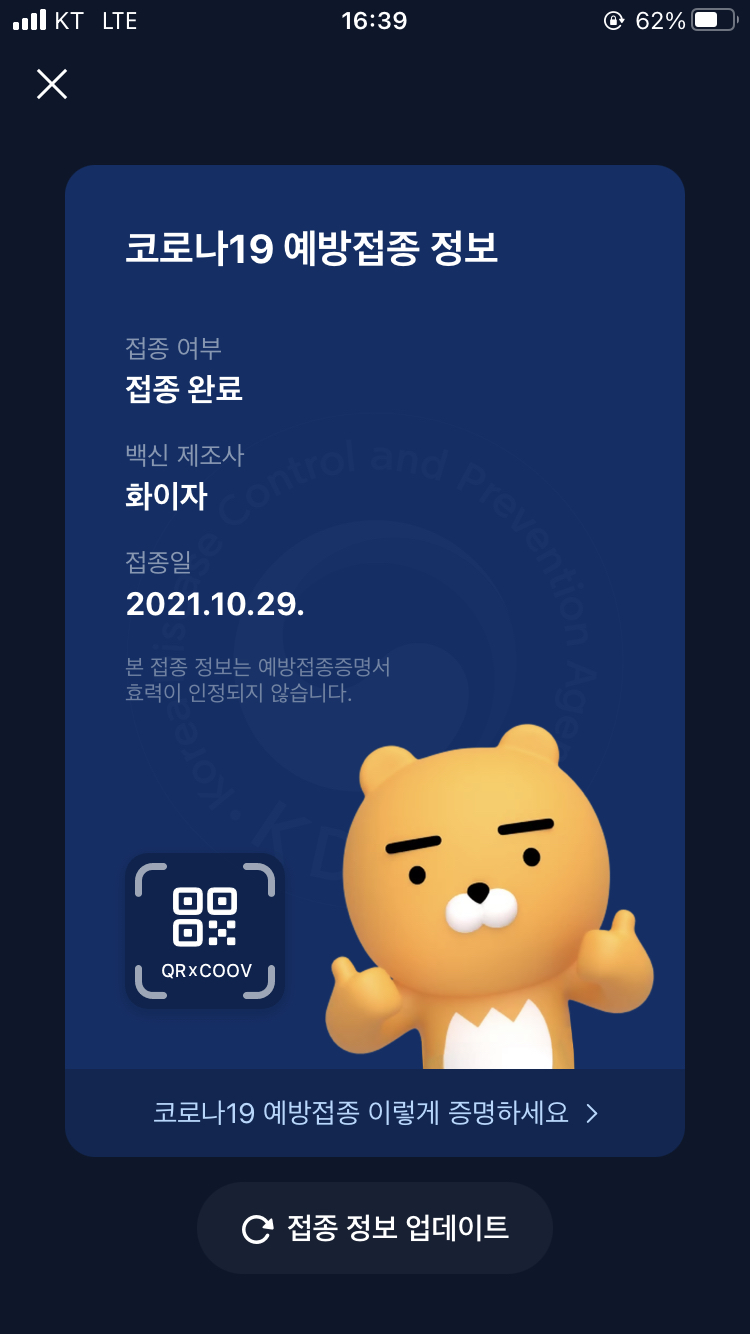 KT LTE 16:39 62%
코로나19 예방접종 정보
접종 여부
접종 완료
백신 제조사
화이자
접종일
2021.10.29.
본 접종 정보는 예방접종증명서
효력이 인정되지 않습니다.
Korea Disease Control and Prevention Agency
QRxCOOV
코로나19 예방접종 이렇게 증명하세요
접종 정보 업데이트